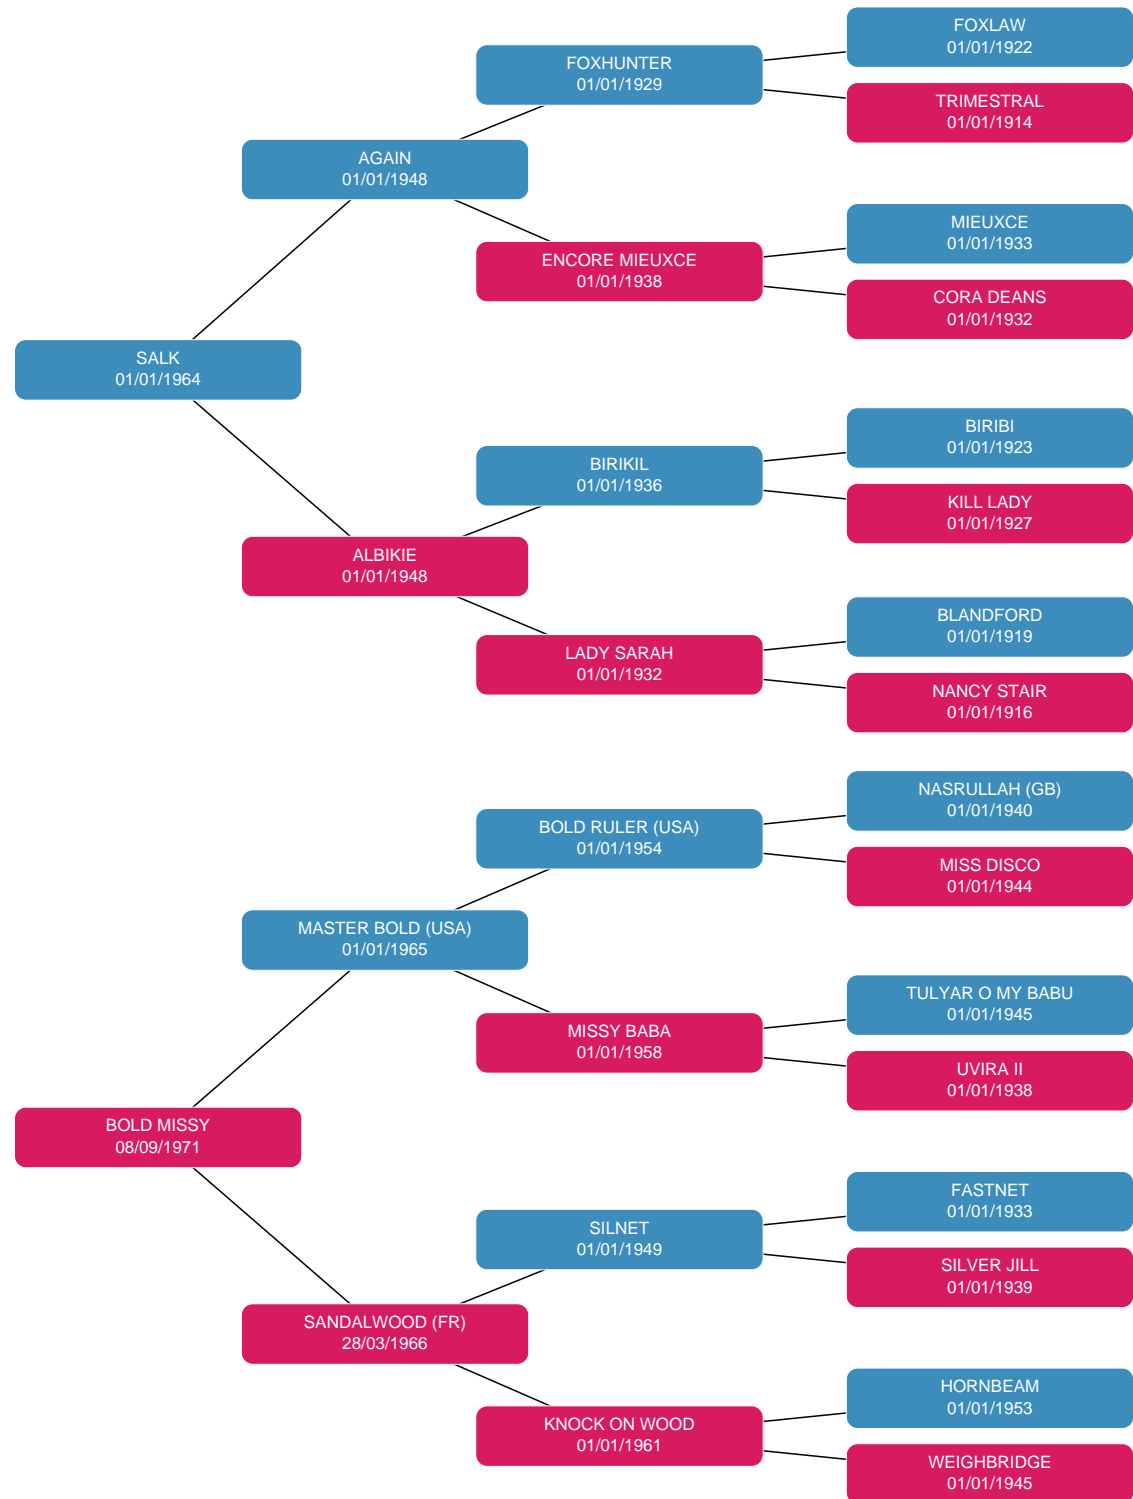 FOXLAW
01/01/1922
FOXHUNTER
01/01/1929
TRIMESTRAL
01/01/1914
AGAIN
01/01/1948
MIEUXCE
01/01/1933
ENCORE MIEUXCE
01/01/1938
CORA DEANS
01/01/1932
SALK
01/01/1964
BIRIBI
01/01/1923
BIRIKIL
01/01/1936
KILL LADY
01/01/1927
ALBIKIE
01/01/1948
BLANDFORD
01/01/1919
LADY SARAH
01/01/1932
NANCY STAIR
01/01/1916
NASRULLAH (GB)
01/01/1940
BOLD RULER (USA)
01/01/1954
MISS DISCO
01/01/1944
MASTER BOLD (USA)
01/01/1965
TULYAR O MY BABU
01/01/1945
MISSY BABA
01/01/1958
UVIRA II
01/01/1938
BOLD MISSY
08/09/1971
FASTNET
01/01/1933
SILNET
01/01/1949
SILVER JILL
01/01/1939
SANDALWOOD (FR)
28/03/1966
HORNBEAM
01/01/1953
KNOCK ON WOOD
01/01/1961
WEIGHBRIDGE
01/01/1945